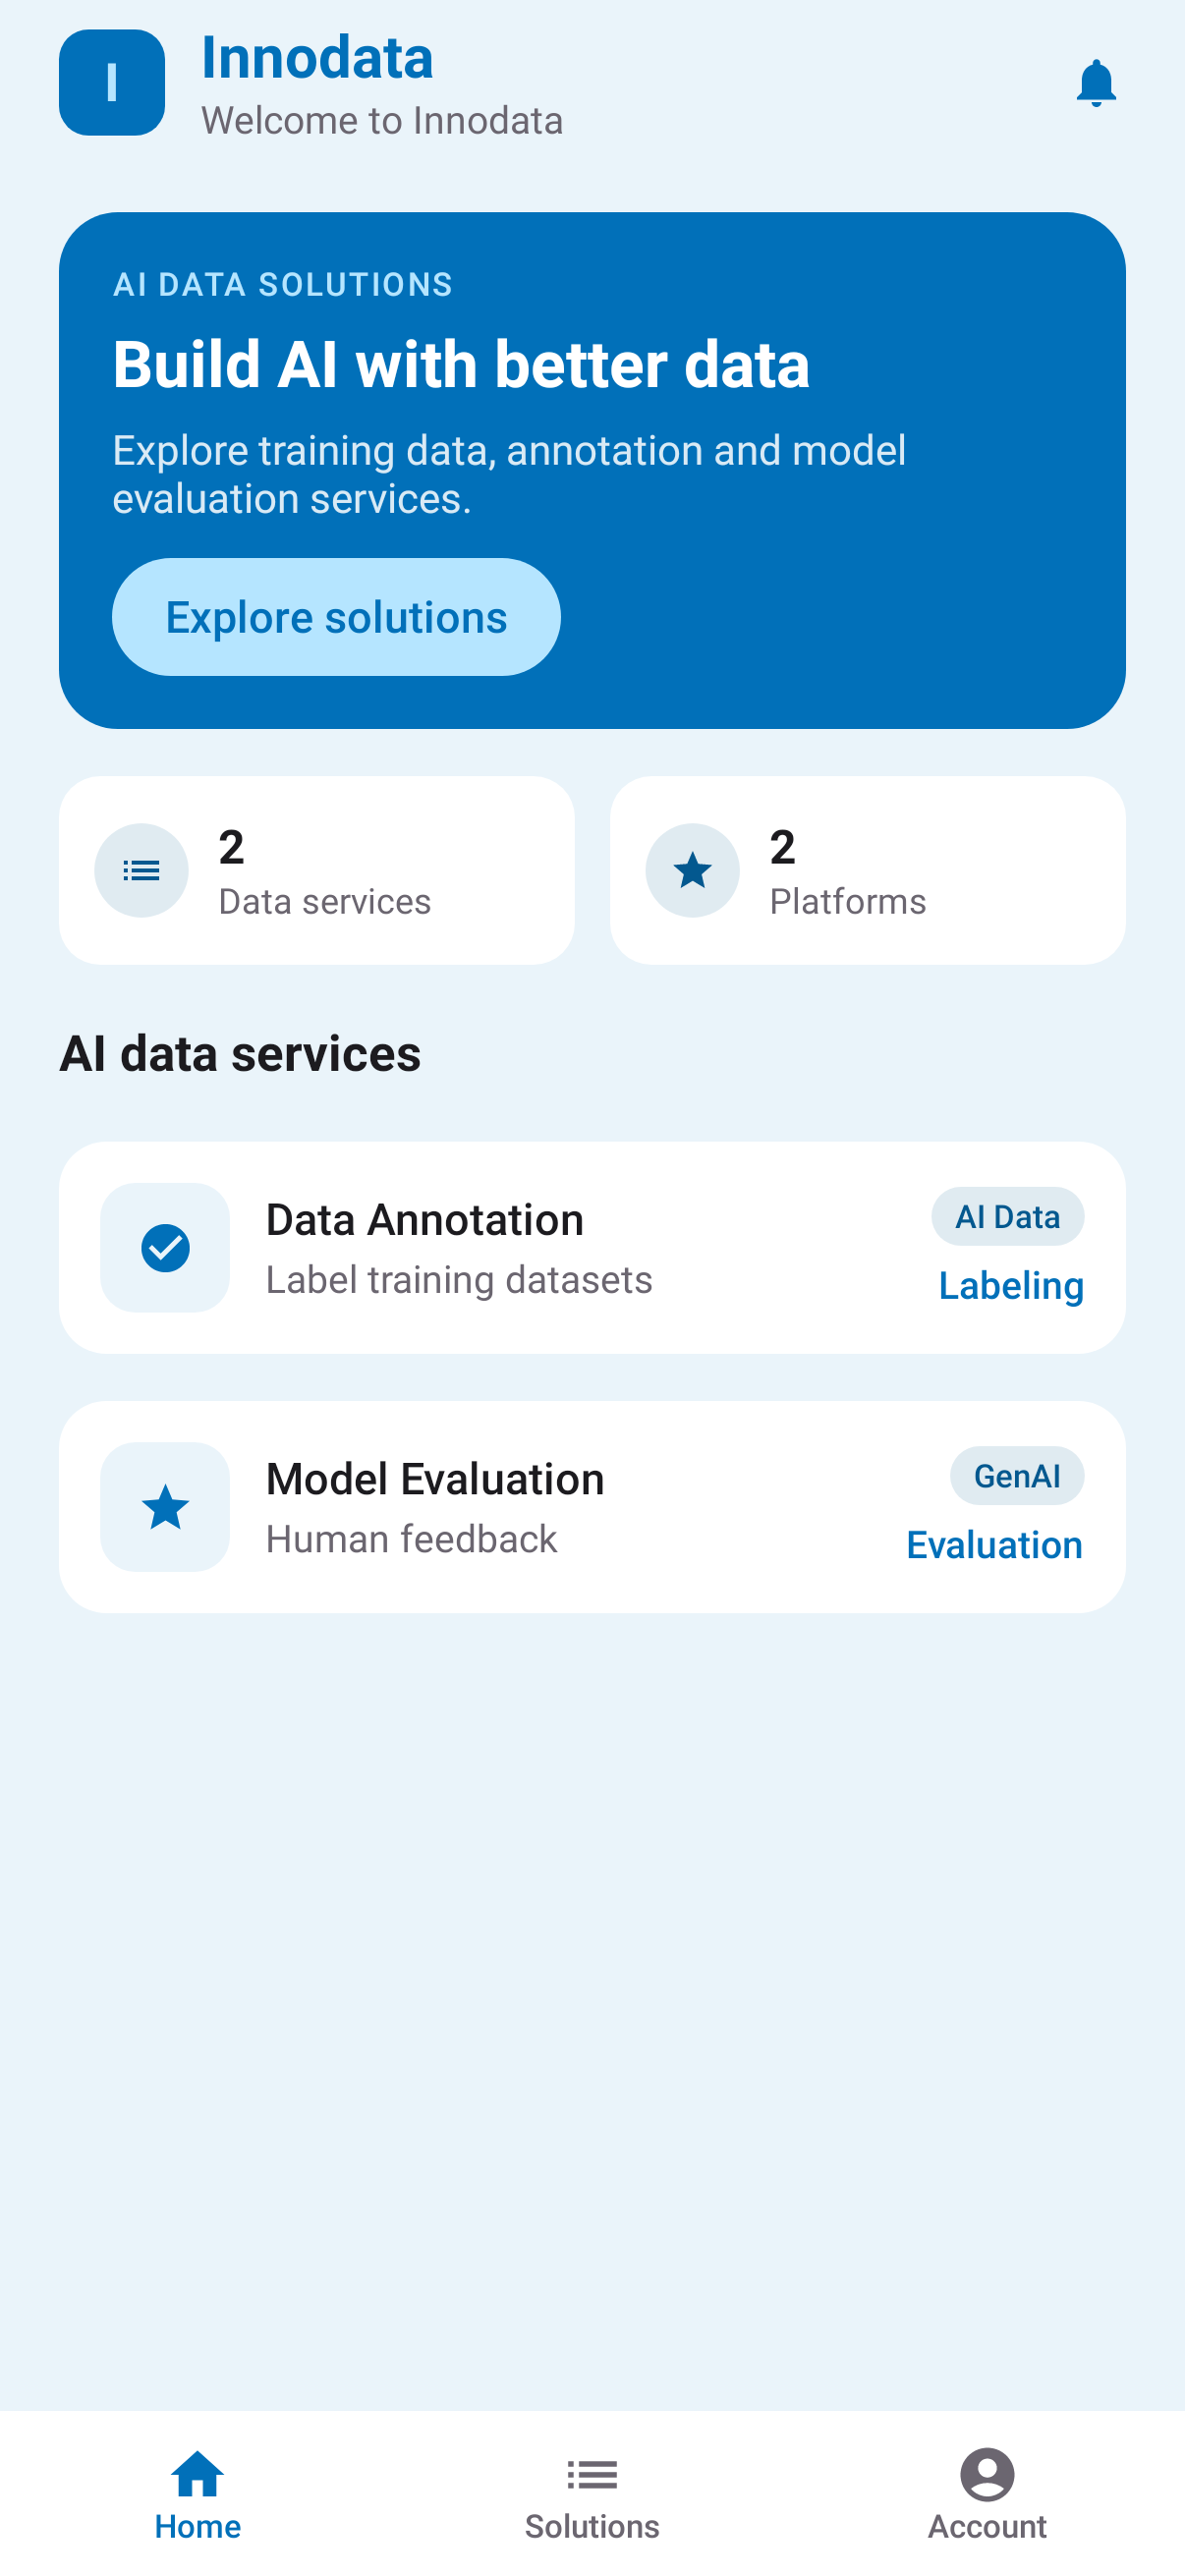 I
Innodata
Welcome to Innodata
AI DATA SOLUTIONS
Build AI with better data
Explore training data, annotation and model
evaluation services.
Explore solutions
2
Data services
2
Platforms
AI data services
Data Annotation
Label training datasets
AI Data
Labeling
Model Evaluation
Human feedback
GenAI
Evaluation
Home
Solutions
Account